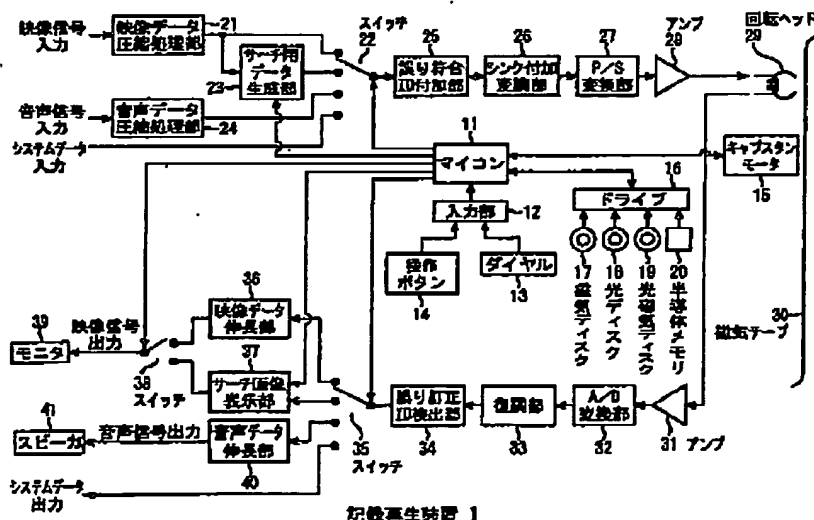 映像信号
入力
映像データ
圧縮処理部
21
サーチ用
データ
生成部
23
音声信号
入力
音声データ
圧縮処理部
24
システムデータ
入力
スイッチ
22
25
誤り符号
ID付加部
26
シンク付加
変調部
27
P/S
変換部
アンプ
28
回転ヘッド
29
11
マイコン
入力部
12
操作
ボタン
14
ダイヤル
13
16
ドライブ
キャプスタン
モータ
15
17
磁気ディスク
18
光ディスク
19
光磁気ディスク
20
半導体メモリ
30
磁気テープ
39
モニタ
映像信号
出力
38
スイッチ
36
映像データ
伸長部
37
サーチ画像
表示部
41
スピーカ
音声信号出力
音声データ
伸長部
40
システムデータ
出力
35
スイッチ
誤り訂正
ID検出部
34
復調部
33
A/D
変換部
32
31
アンプ
記録再生装置 1